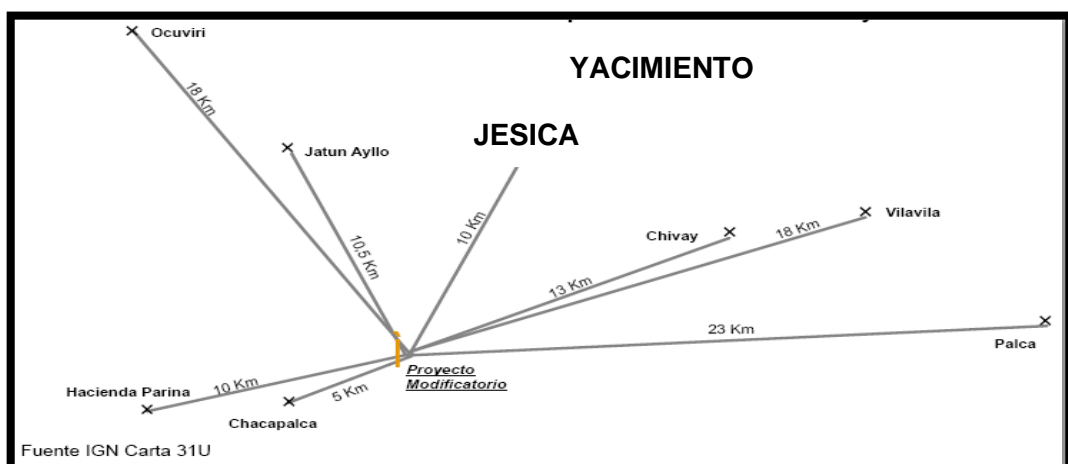 Ocuviri
YACIMIENTO
18 Km
JESICA
Jatun Ayllo
10 Km
Vilavila
18 Km
Chivay
10,5 Km
13 Km
23 Km
Palca
Proyecto
Modificatorio
Hacienda Parina
10 Km
5 Km
Chacapalca
Fuente IGN Carta 31U